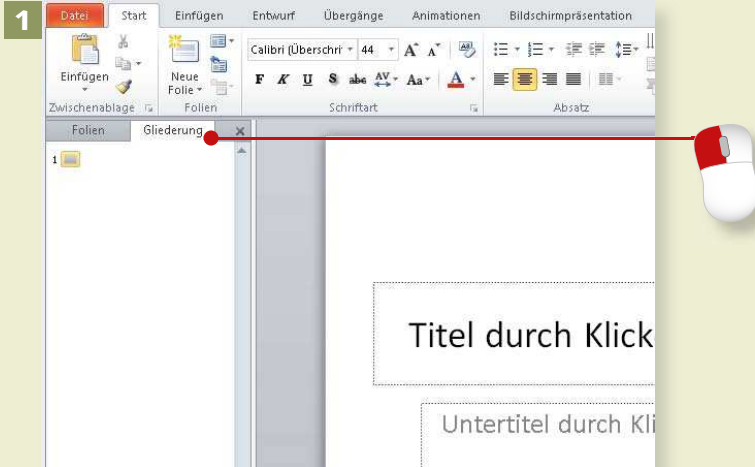 1
Datei Start Einfügen Entwurf Übergänge Animationen Bildschirmpräsentation
Calibri (Überschri 44 A A
Einfügen Neue Folie F K U S abc AV Aa A
Zwischenablage Folien Schriftart Absatz
Folien Gliederung
1
Titel durch Klick
Untertitel durch Kli